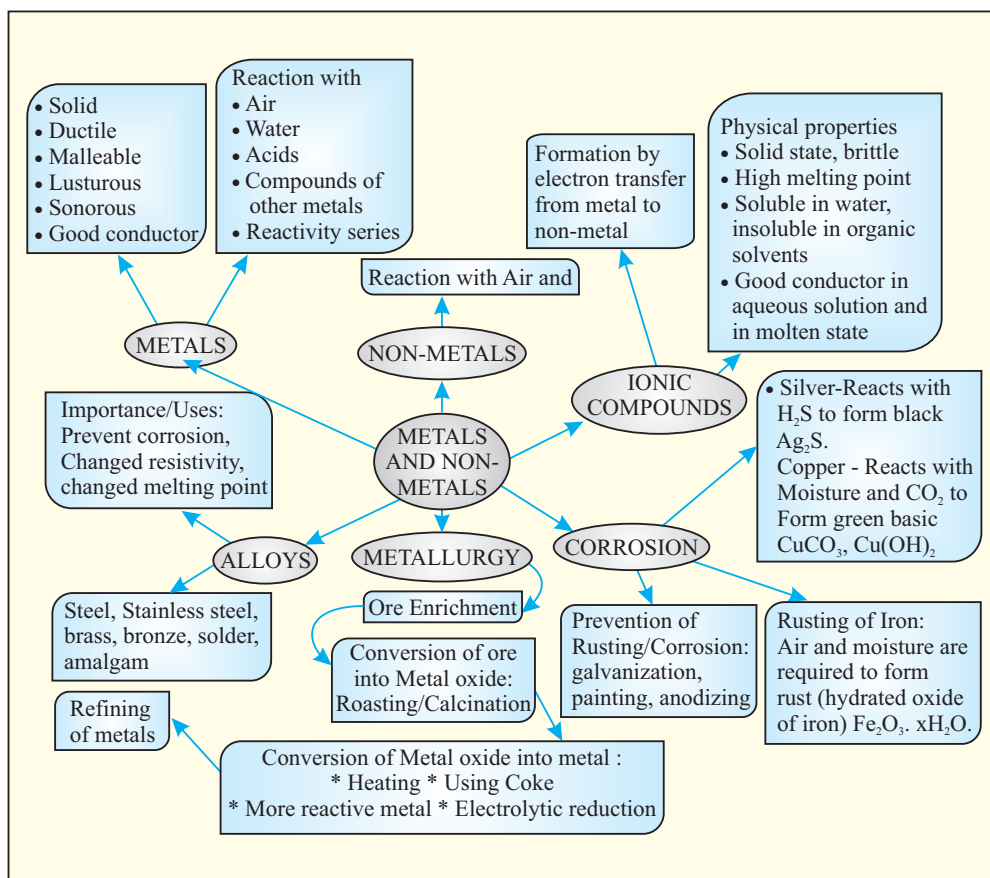 • Solid
• Ductile
• Malleable
• Lusturous
• Sonorous
• Good conductor
Reaction with
• Air
• Water
• Acids
• Compounds of
other metals
• Reactivity series
Formation by
electron transfer
from metal to
non-metal
Physical properties
• Solid state, brittle
• High melting point
• Soluble in water,
insoluble in organic
solvents
• Good conductor in
aqueous solution and
in molten state
Reaction with Air and
METALS
NON-METALS
IONIC
COMPOUNDS
Importance/Uses:
Prevent corrosion,
Changed resistivity,
changed melting point
METALS
AND NON-
METALS
• Silver-Reacts with
H₂S to form black
Ag₂S.
Copper - Reacts with
Moisture and CO₂ to
Form green basic
CuCO₃, Cu(OH)₂
ALLOYS
METALLURGY
CORROSION
Steel, Stainless steel,
brass, bronze, solder,
amalgam
Ore Enrichment
Conversion of ore
into Metal oxide:
Roasting/Calcination
Prevention of
Rusting/Corrosion:
galvanization,
painting, anodizing
Rusting of Iron:
Air and moisture are
required to form
rust (hydrated oxide
of iron) Fe₂O₃. xH₂O.
Refining
of metals
Conversion of Metal oxide into metal :
* Heating * Using Coke
* More reactive metal * Electrolytic reduction